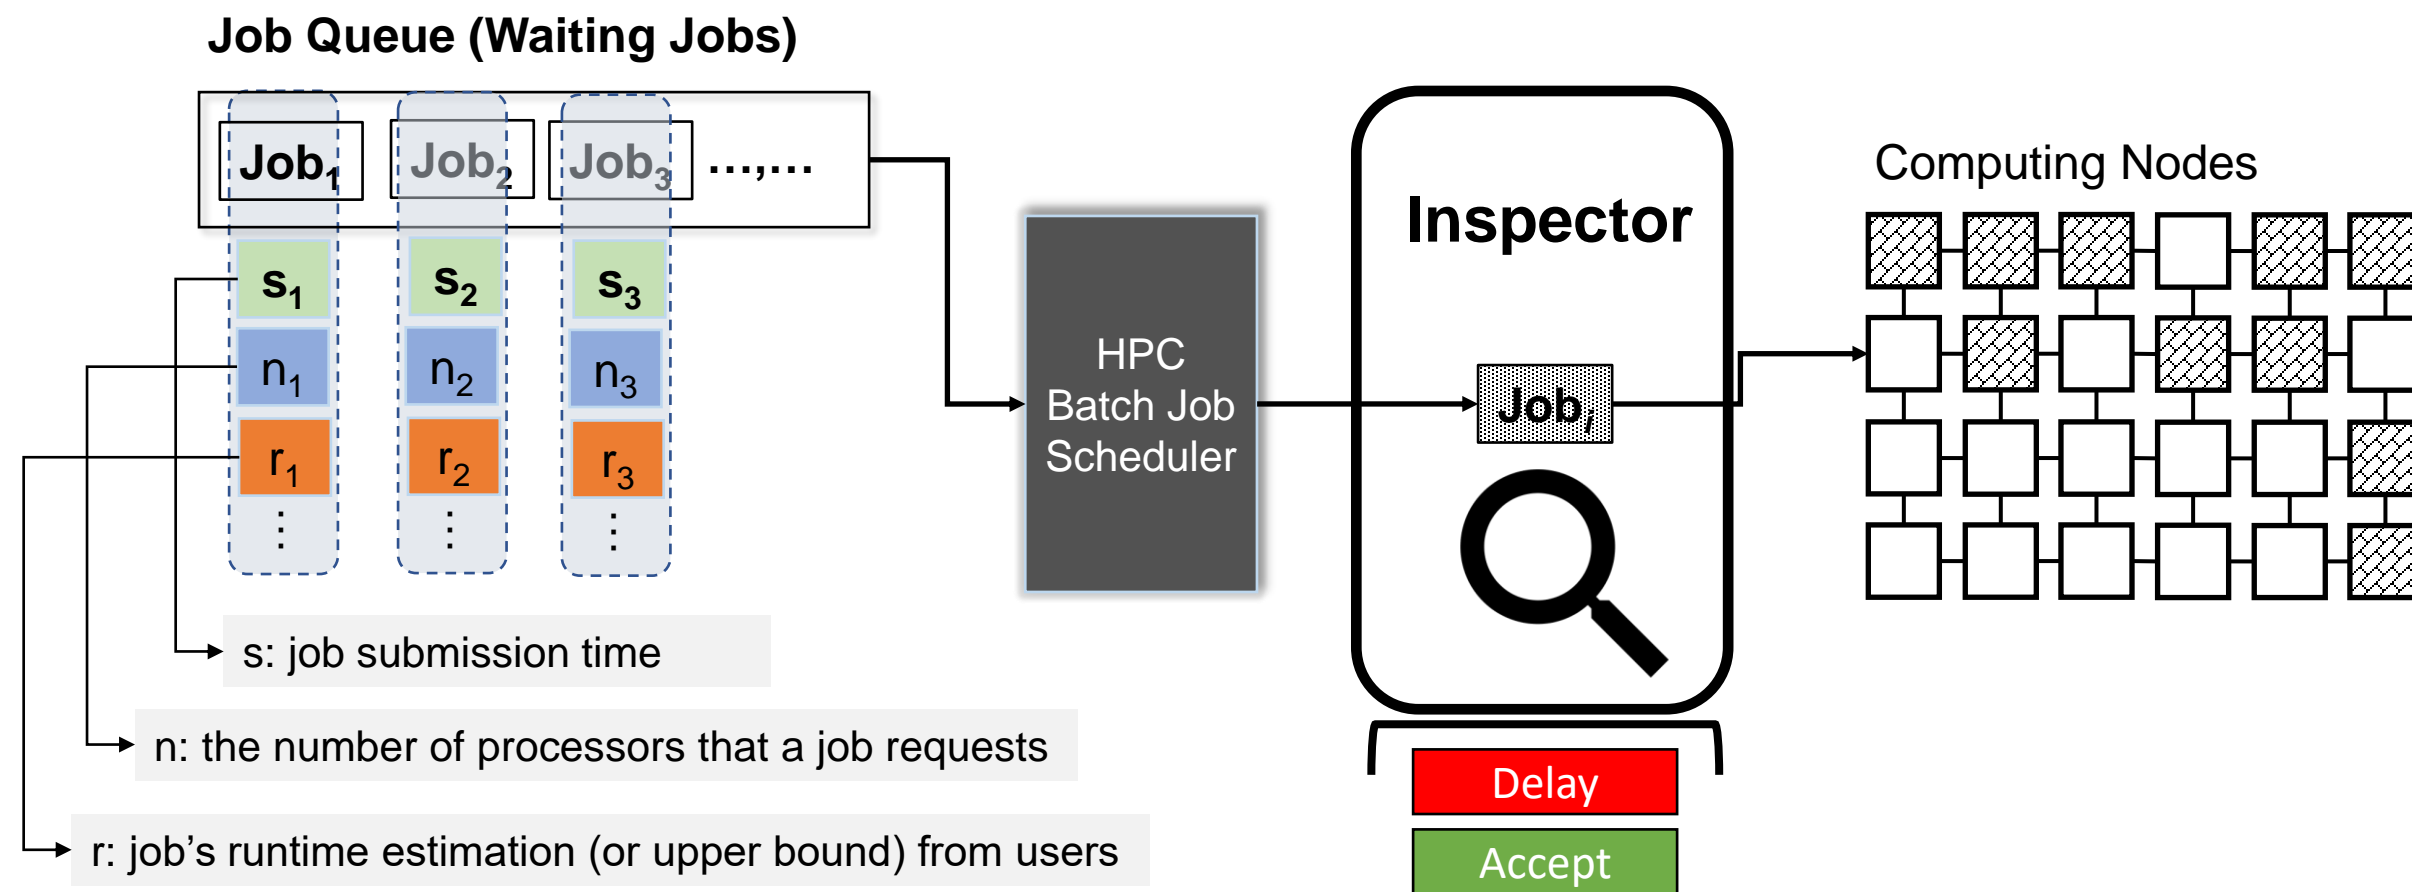 Job Queue (Waiting Jobs)
Job1 Job2 Job3 ...,...
s1 s2 s3
n1 n2 n3
r1 r2 r3
⋮ ⋮ ⋮
s: job submission time
n: the number of processors that a job requests
r: job’s runtime estimation (or upper bound) from users
HPC
Batch Job
Scheduler
Inspector
Jobi
Delay
Accept
Computing Nodes